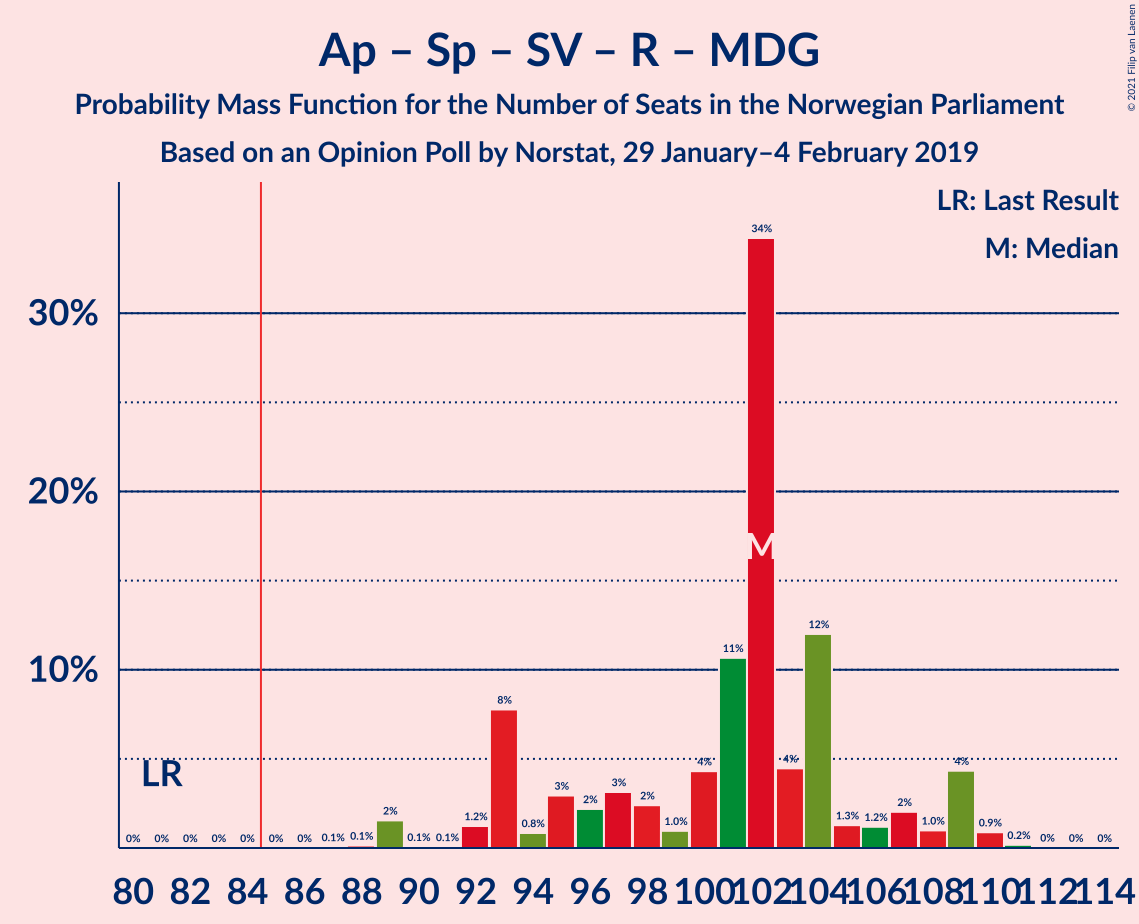 Ap – Sp – SV – R – MDG
Probability Mass Function for the Number of Seats in the Norwegian Parliament
Based on an Opinion Poll by Norstat, 29 January–4 February 2019
© 2021 Filip van Laenen
LR: Last Result
M: Median
34%
30%
20%
M
12%
11%
10%
8%
LR
0% 0% 0% 0% 0% 0% 0% 0.1% 0.1% 2% 0.1% 0.1% 1.2% 0.8% 3% 2% 3% 2% 1.0% 4% 4% 1.3% 1.2% 2% 1.0% 4% 0.9% 0.2% 0% 0% 0%
80 82 84 86 88 90 92 94 96 98 100 102 104 106 108 110 112 114